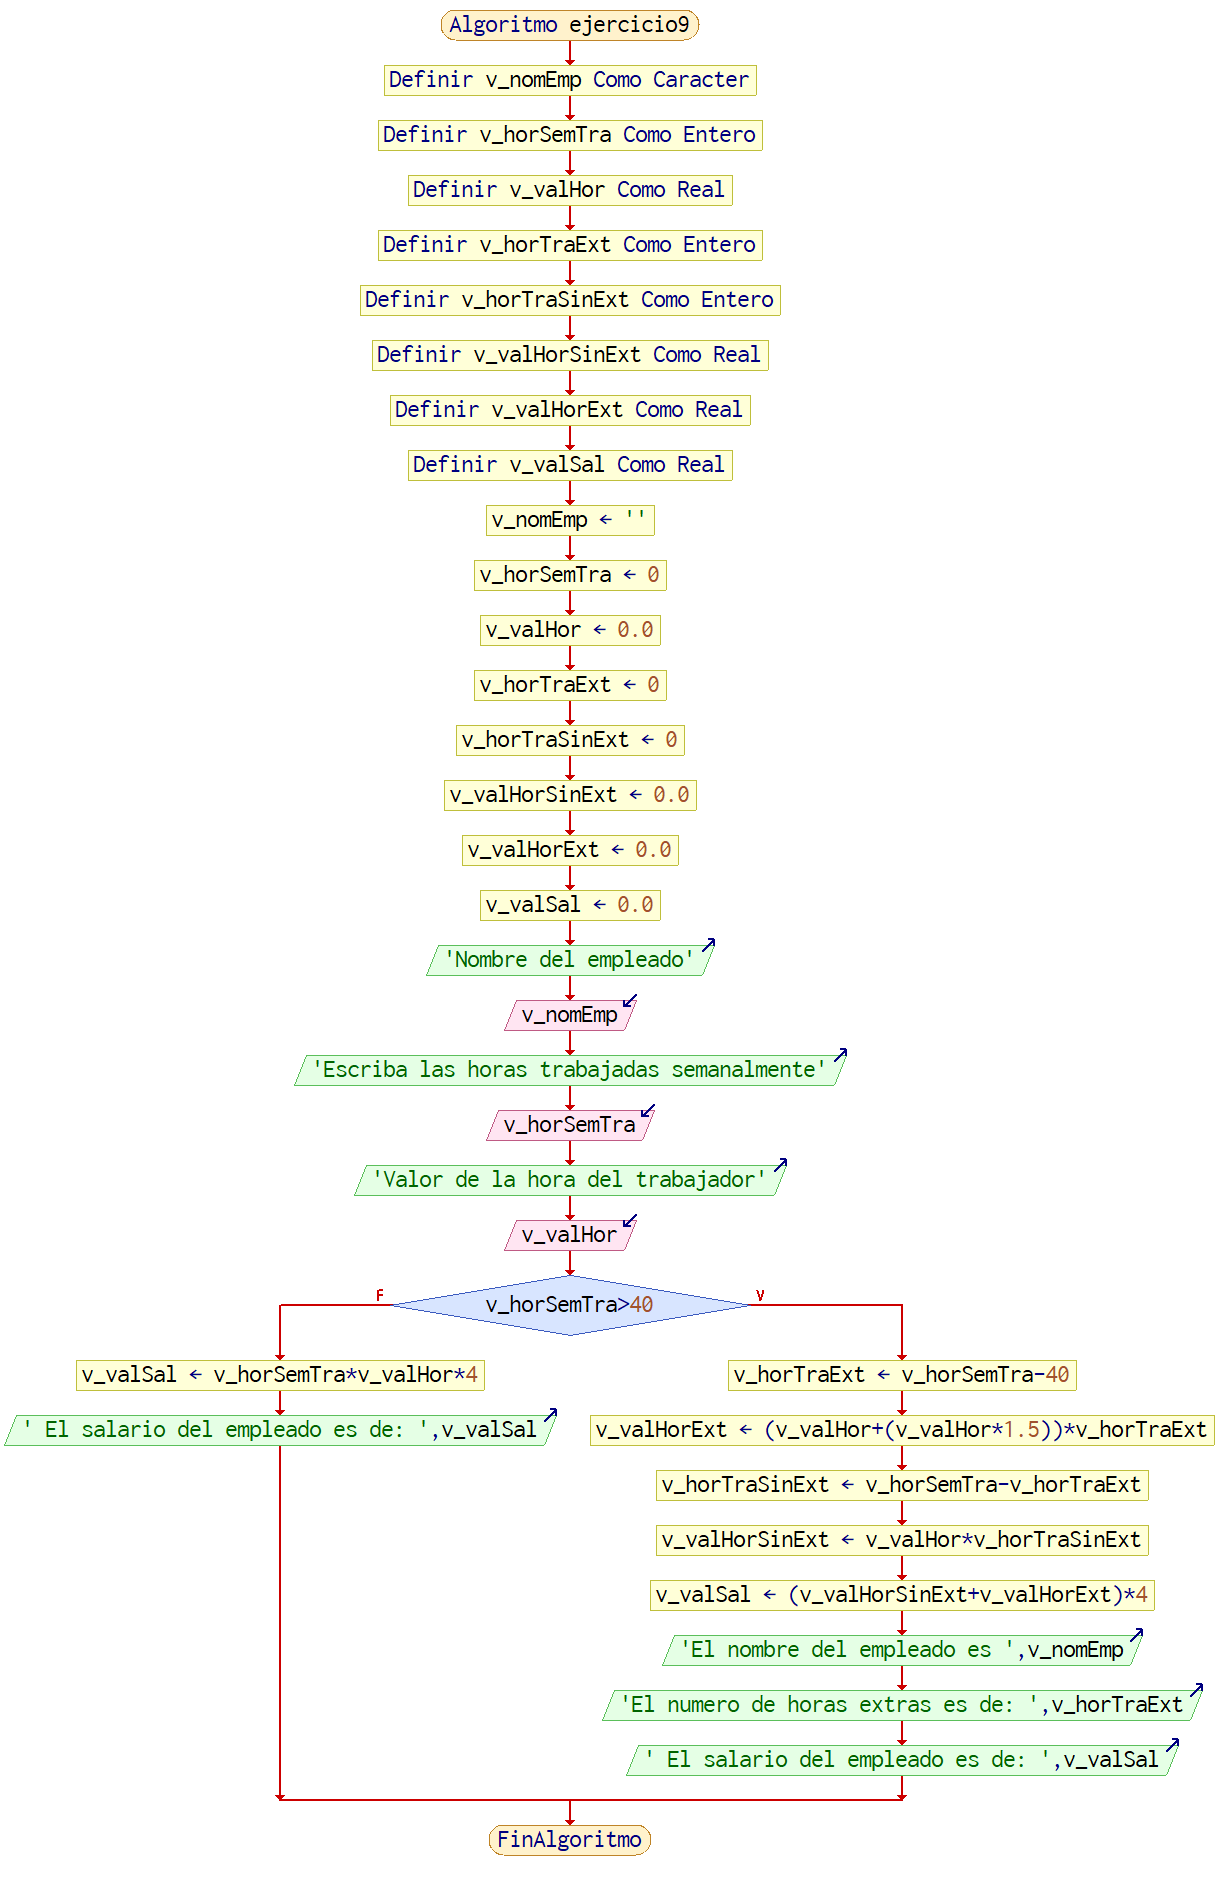 Algoritmo ejercicio9
Definir v_nomEmp Como Caracter
Definir v_horSemTra Como Entero
Definir v_valHor Como Real
Definir v_horTraExt Como Entero
Definir v_horTraSinExt Como Entero
Definir v_valHorSinExt Como Real
Definir v_valHorExt Como Real
Definir v_valSal Como Real
v_nomEmp ← ''
v_horSemTra ← 0
v_valHor ← 0.0
v_horTraExt ← 0
v_horTraSinExt ← 0
v_valHorSinExt ← 0.0
v_valHorExt ← 0.0
v_valSal ← 0.0
'Nombre del empleado'
v_nomEmp
'Escriba las horas trabajadas semanalmente'
v_horSemTra
'Valor de la hora del trabajador'
v_valHor
v_horSemTra>40
F
v_valSal ← v_horSemTra*v_valHor*4
' El salario del empleado es de: ',v_valSal
V
v_horTraExt ← v_horSemTra-40
v_valHorExt ← (v_valHor+(v_valHor*1.5))*v_horTraExt
v_horTraSinExt ← v_horSemTra-v_horTraExt
v_valHorSinExt ← v_valHor*v_horTraSinExt
v_valSal ← (v_valHorSinExt+v_valHorExt)*4
'El nombre del empleado es ',v_nomEmp
'El numero de horas extras es de: ',v_horTraExt
' El salario del empleado es de: ',v_valSal
FinAlgoritmo